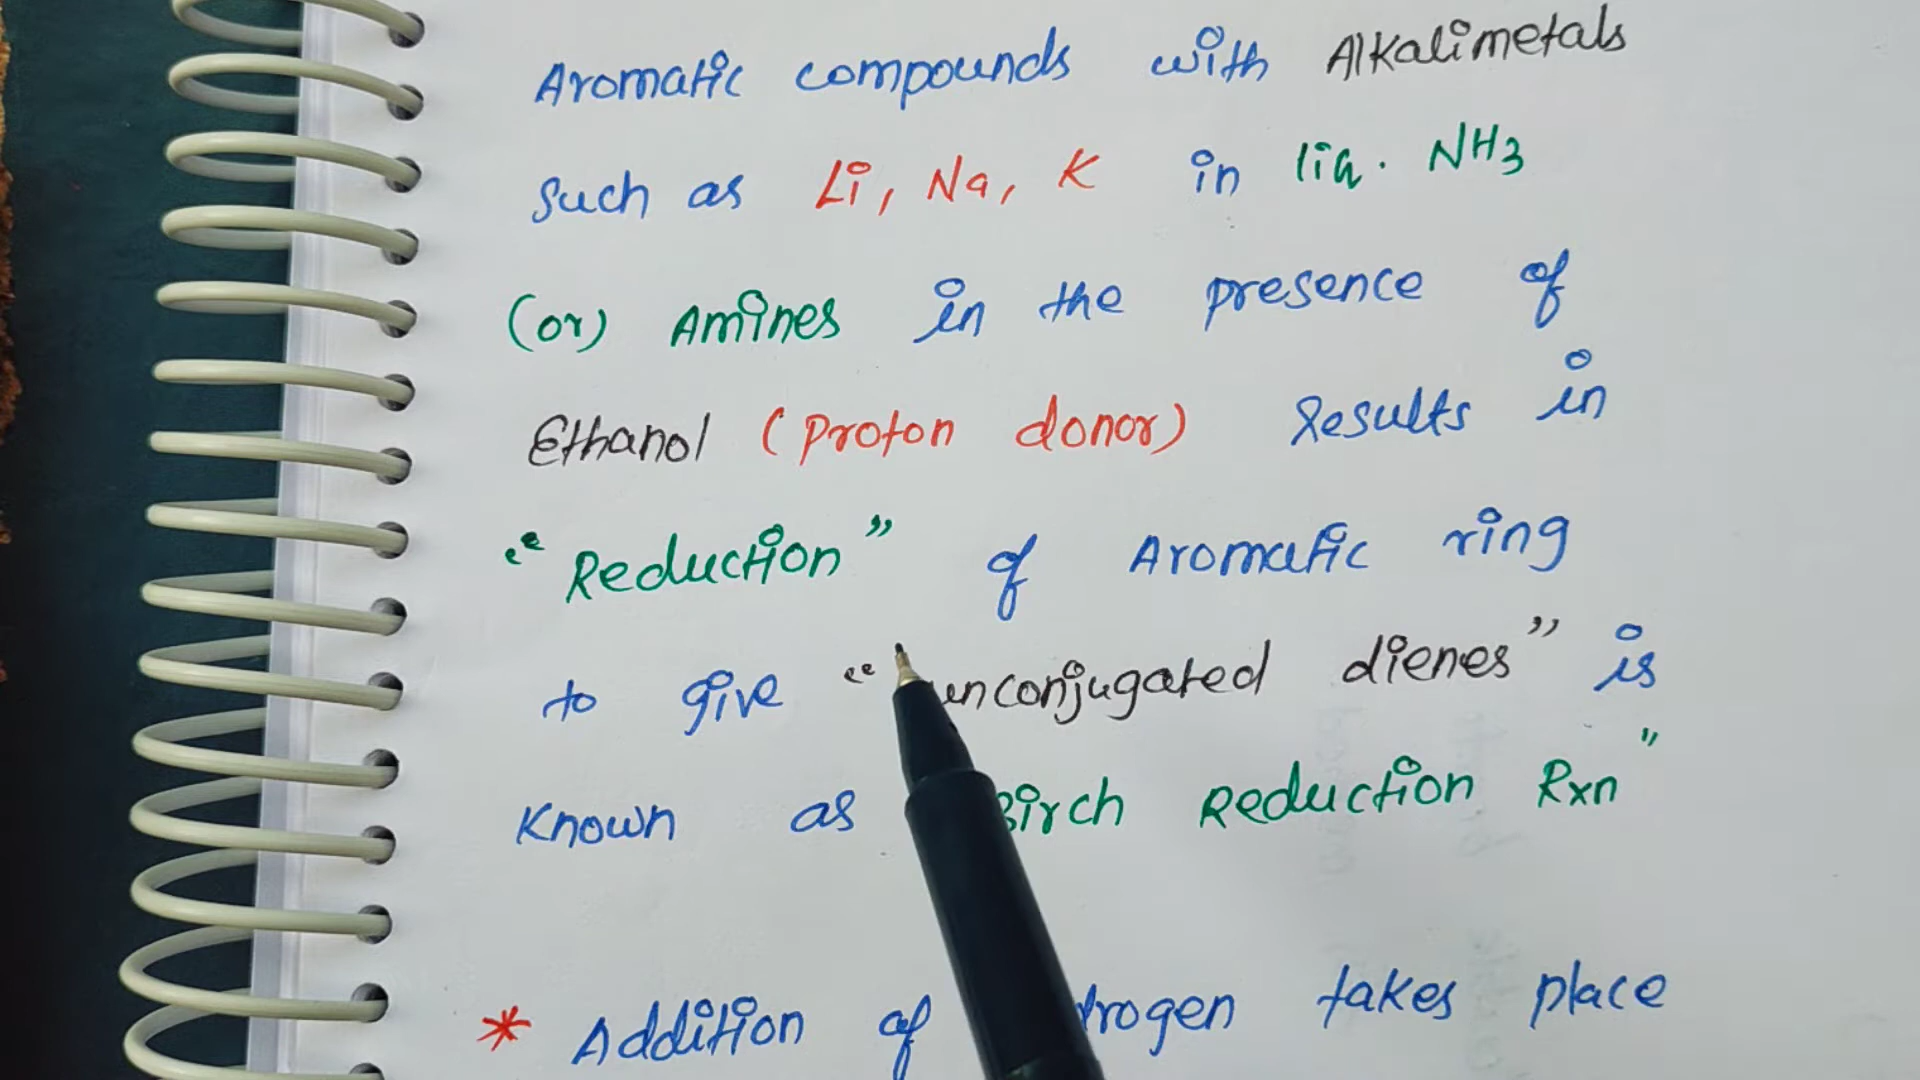 Aromatic compounds with Alkalimetals
such as Li, Na, K in liq. NH3
(or) Amines in the presence of
Ethanol (Proton donor) Results in
"Reduction" of Aromatic ring
to give "unconjugated dienes" is
Known as Birch Reduction Rxn"
* Addition of takes place